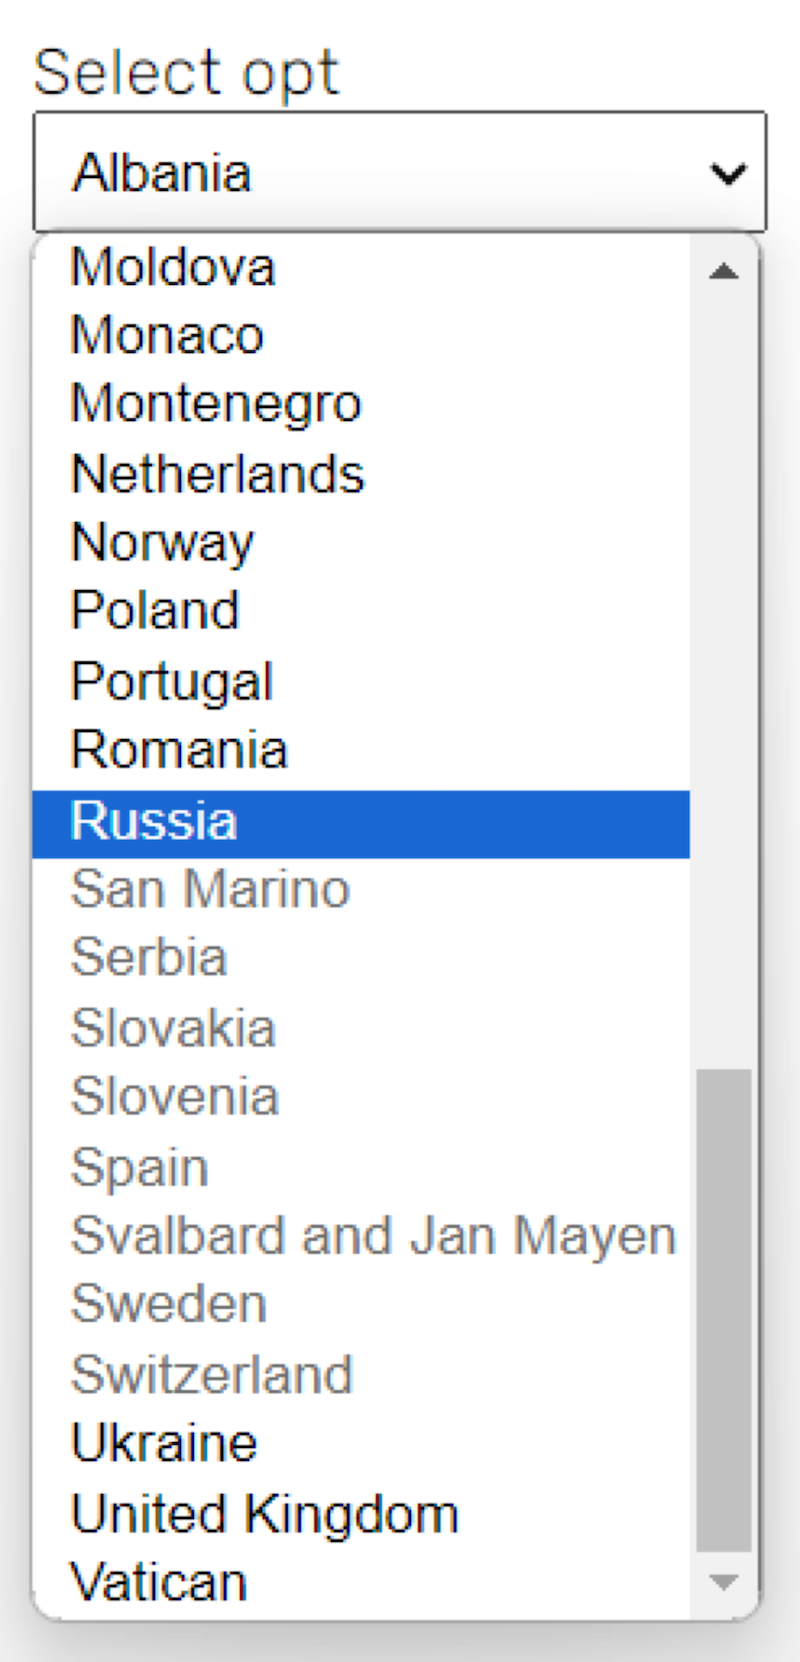 Select opt
Albania
Moldova
Monaco
Montenegro
Netherlands
Norway
Poland
Portugal
Romania
Russia
San Marino
Serbia
Slovakia
Slovenia
Spain
Svalbard and Jan Mayen
Sweden
Switzerland
Ukraine
United Kingdom
Vatican